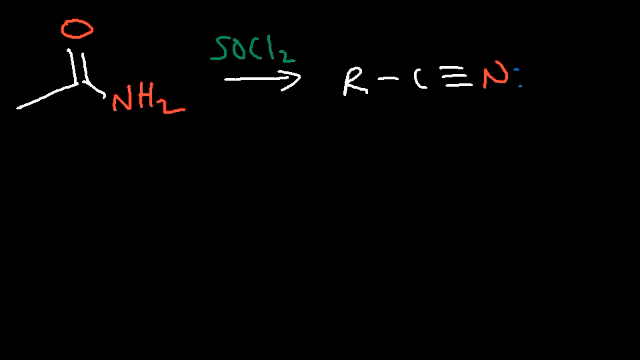 O
SOCl₂
NH₂ → R-C≡N: